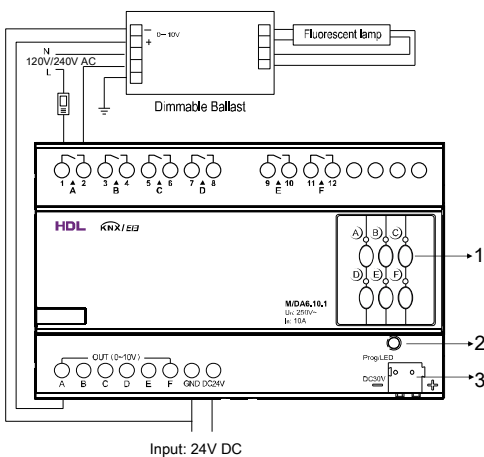 − 0~10V
+
Fluorescent lamp
N
120V/240V AC
L
Dimmable Ballast
1 2 3 4 5 6 7 8 9 10 11 12
A B C D E F
HDL KNX/EIB
A B C
D E F
1
M/DA6.10.1
Un: 250V~
In: 10A
2
Prog/LED
OUT (0~10V)
DC30V
− +
3
A B C D E F GND DC24V
Input: 24V DC